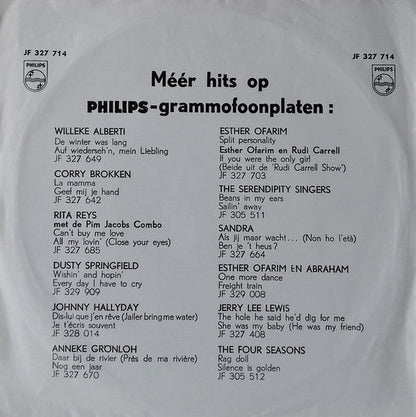 JF 327 714
JF 327 714
PHILIPS
PHILIPS
Méér hits op
PHILIPS-grammofoonplaten :
WILLEKE ALBERTI
De winter was lang
Auf wiederseh'n, mein Liebling
JF 327 649
CORRY BROKKEN
La mamma
Geef mij je hand
JF 327 642
RITA REYS
met de Pim Jacobs Combo
Can't buy me love
All my lovin' (Close your eyes)
JF 327 685
DUSTY SPRINGFIELD
Wishin' and hopin'
Every day I have to cry
JF 329 909
JOHNNY HALLYDAY
Dis-lui que j'en rêve (Jailer bring me water)
Je t'écris souvent
JF 328 014
ANNEKE GRÖNLOH
Daar bij de rivier (Près de ma rivière)
Nog een jaar
JF 327 670
ESTHER OFARIM
Split personality
Esther Ofarim en Rudi Carrell
If you were the only girl
(Beide uit de 'Rudi Carrell Show')
JF 327 703
THE SERENDIPITY SINGERS
Beans in my ears
Sailin' away
JF 305 511
SANDRA
Als jij maar wacht... (Non ho l'età)
Ben je 't heus ?
JF 327 664
ESTHER OFARIM EN ABRAHAM
One more dance
Freight train
JF 329 008
JERRY LEE LEWIS
The hole he said he'd dig for me
She was my baby (He was my friend)
JF 327 408
THE FOUR SEASONS
Rag doll
Silence is golden
JF 305 512